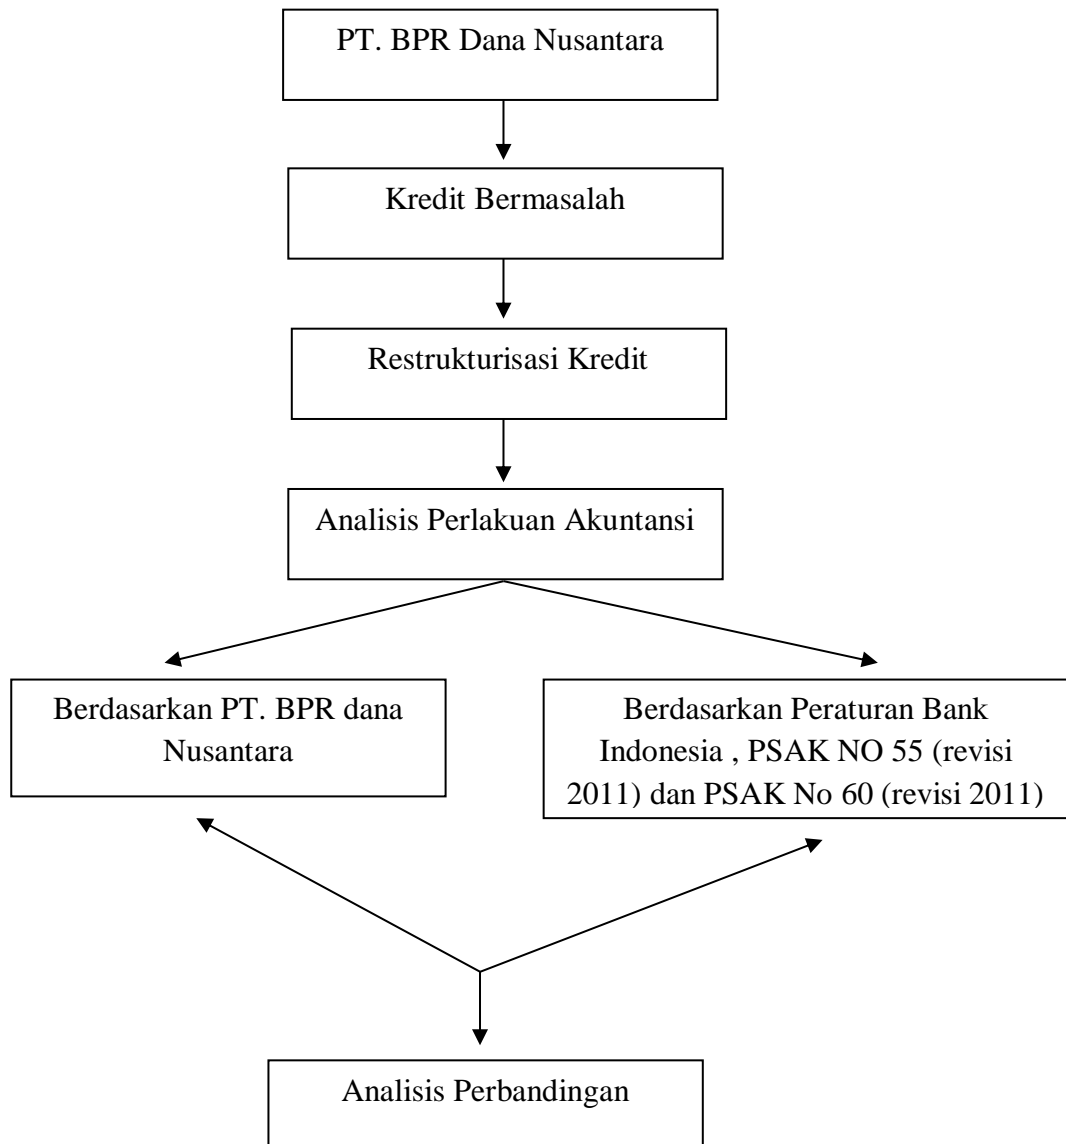 PT. BPR Dana Nusantara
Kredit Bermasalah
Restrukturisasi Kredit
Analisis Perlakuan Akuntansi
Berdasarkan PT. BPR dana
Nusantara
Berdasarkan Peraturan Bank
Indonesia , PSAK NO 55 (revisi
2011) dan PSAK No 60 (revisi 2011)
Analisis Perbandingan